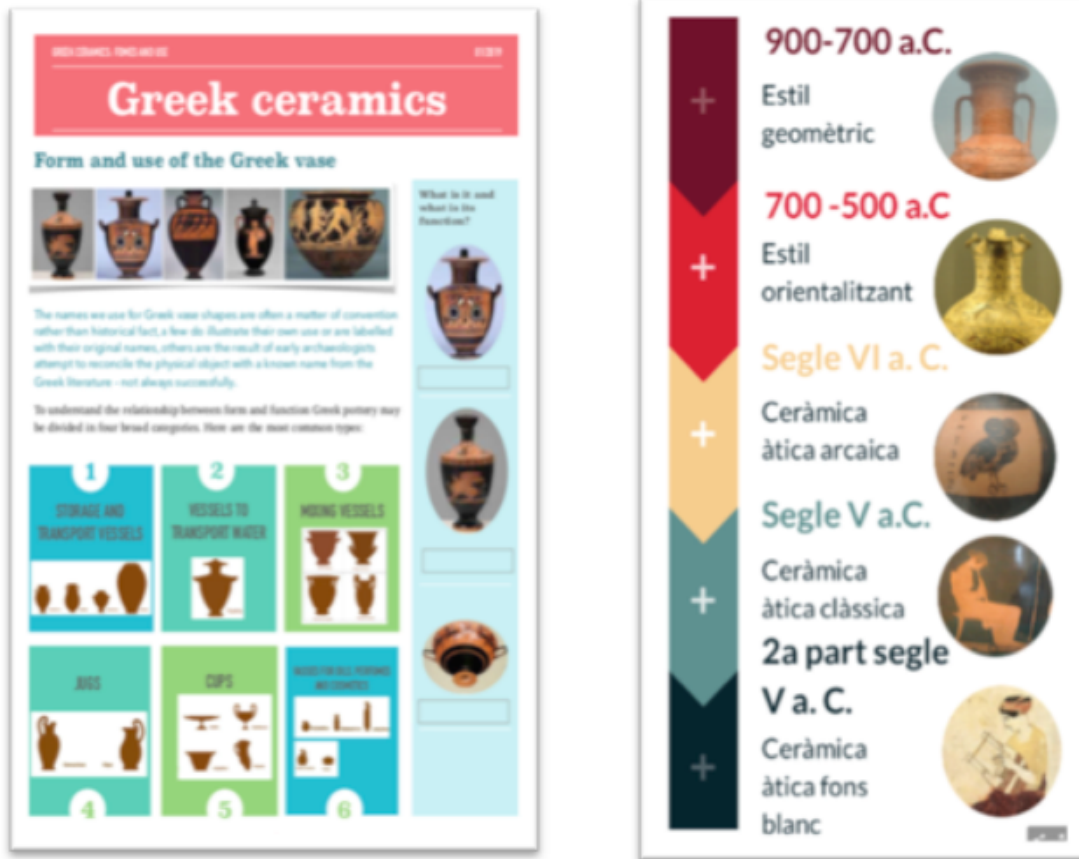 GREEK CERAMICS: FORMS AND USE
Greek ceramics
Form and use of the Greek vase
The names we use for Greek vase shapes are often a matter of convention
rather than historical fact, a few do illustrate their own use or are labelled
with their original names, others are the result of early archaeologists
attempt to reconcile the physical object with a known name from the
Greek literature - not always successfully.
To understand the relationship between form and function Greek pottery may
be divided in four broad categories. Here are the most common types:
1
STORAGE AND
TRANSPORT VESSELS
2
VESSELS TO
TRANSPORT WATER
3
MIXING VESSELS
JUGS
4
CUPS
5
6
What is it and
what is its
function?
900-700 a.C.
Estil
geomètric
700 -500 a.C
Estil
orientalitzant
Segle VI a. C.
Ceràmica
àtica arcaica
Segle V a.C.
Ceràmica
àtica clàssica
2a part segle
V a. C.
Ceràmica
àtica fons
blanc